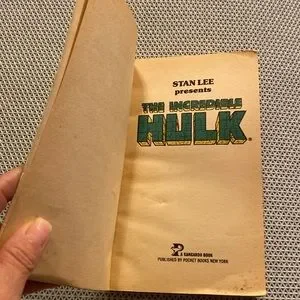 STAN LEE
presents
THE INCREDIBLE
HULK
A KANGAROO BOOK
PUBLISHED BY POCKET BOOKS NEW YORK